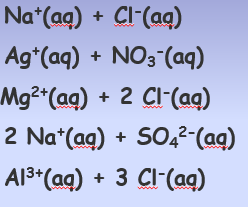 Na⁺(aq) + Cl⁻(aq)
Ag⁺(aq) + NO₃⁻(aq)
Mg²⁺(aq) + 2 Cl⁻(aq)
2 Na⁺(aq) + SO₄²⁻(aq)
Al³⁺(aq) + 3 Cl⁻(aq)